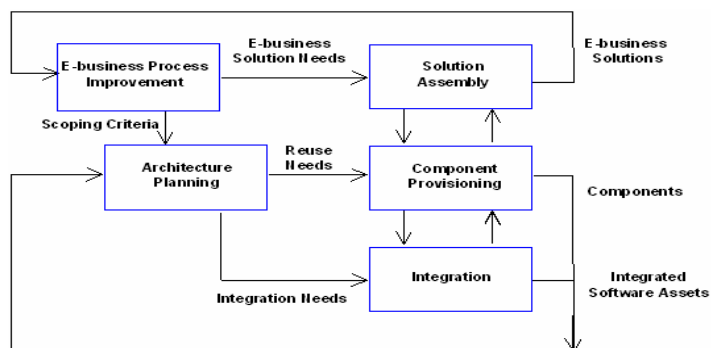 E-business Process
Improvement
E-business
Solution Needs
Solution
Assembly
E-business
Solutions
Scoping Criteria
Architecture
Planning
Reuse
Needs
Component
Provisioning
Components
Integration Needs
Integration
Integrated
Software Assets